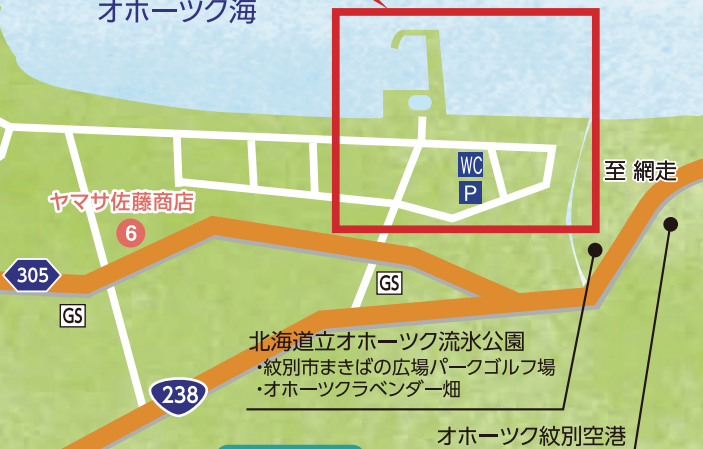 オホーツク海
WC
P
至 網走
ヤマサ佐藤商店
6
305
GS
GS
北海道立オホーツク流氷公園
・紋別市まきばの広場パークゴルフ場
・オホーツクラベンダー畑
238
オホーツク紋別空港